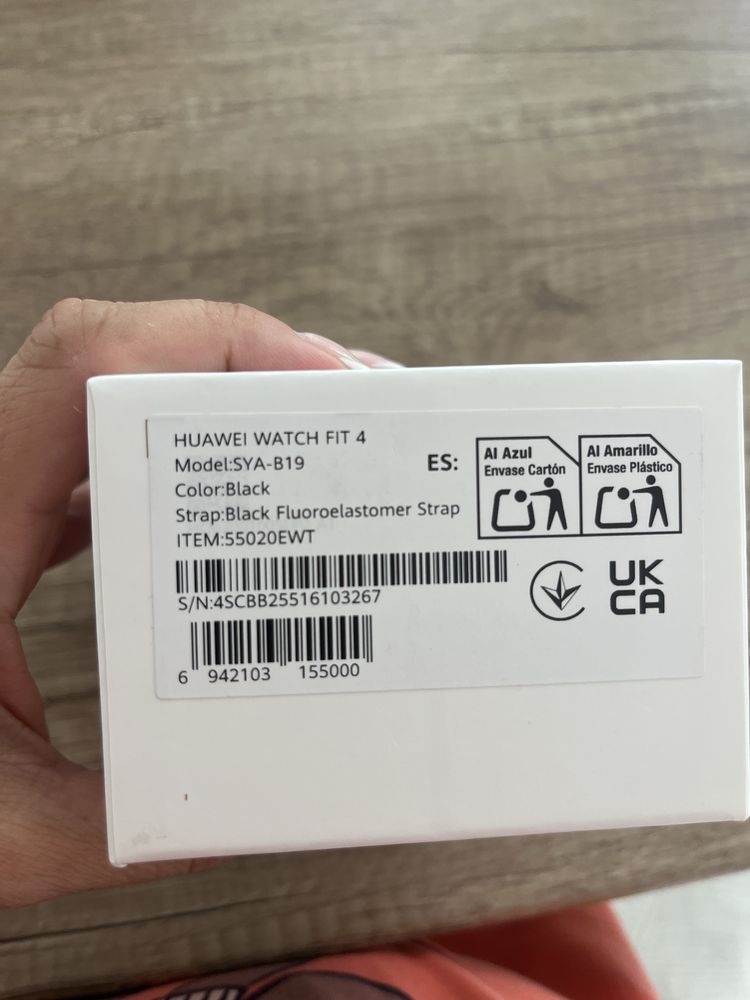 HUAWEI WATCH FIT 4
Model:SYA-B19
Color:Black
Strap:Black Fluoroelastomer Strap
ITEM:55020EWT
S/N:4SCBB25516103267
6 942103 155000
ES:
Al Azul
Envase Cartón
Al Amarillo
Envase Plástico
UK
CA